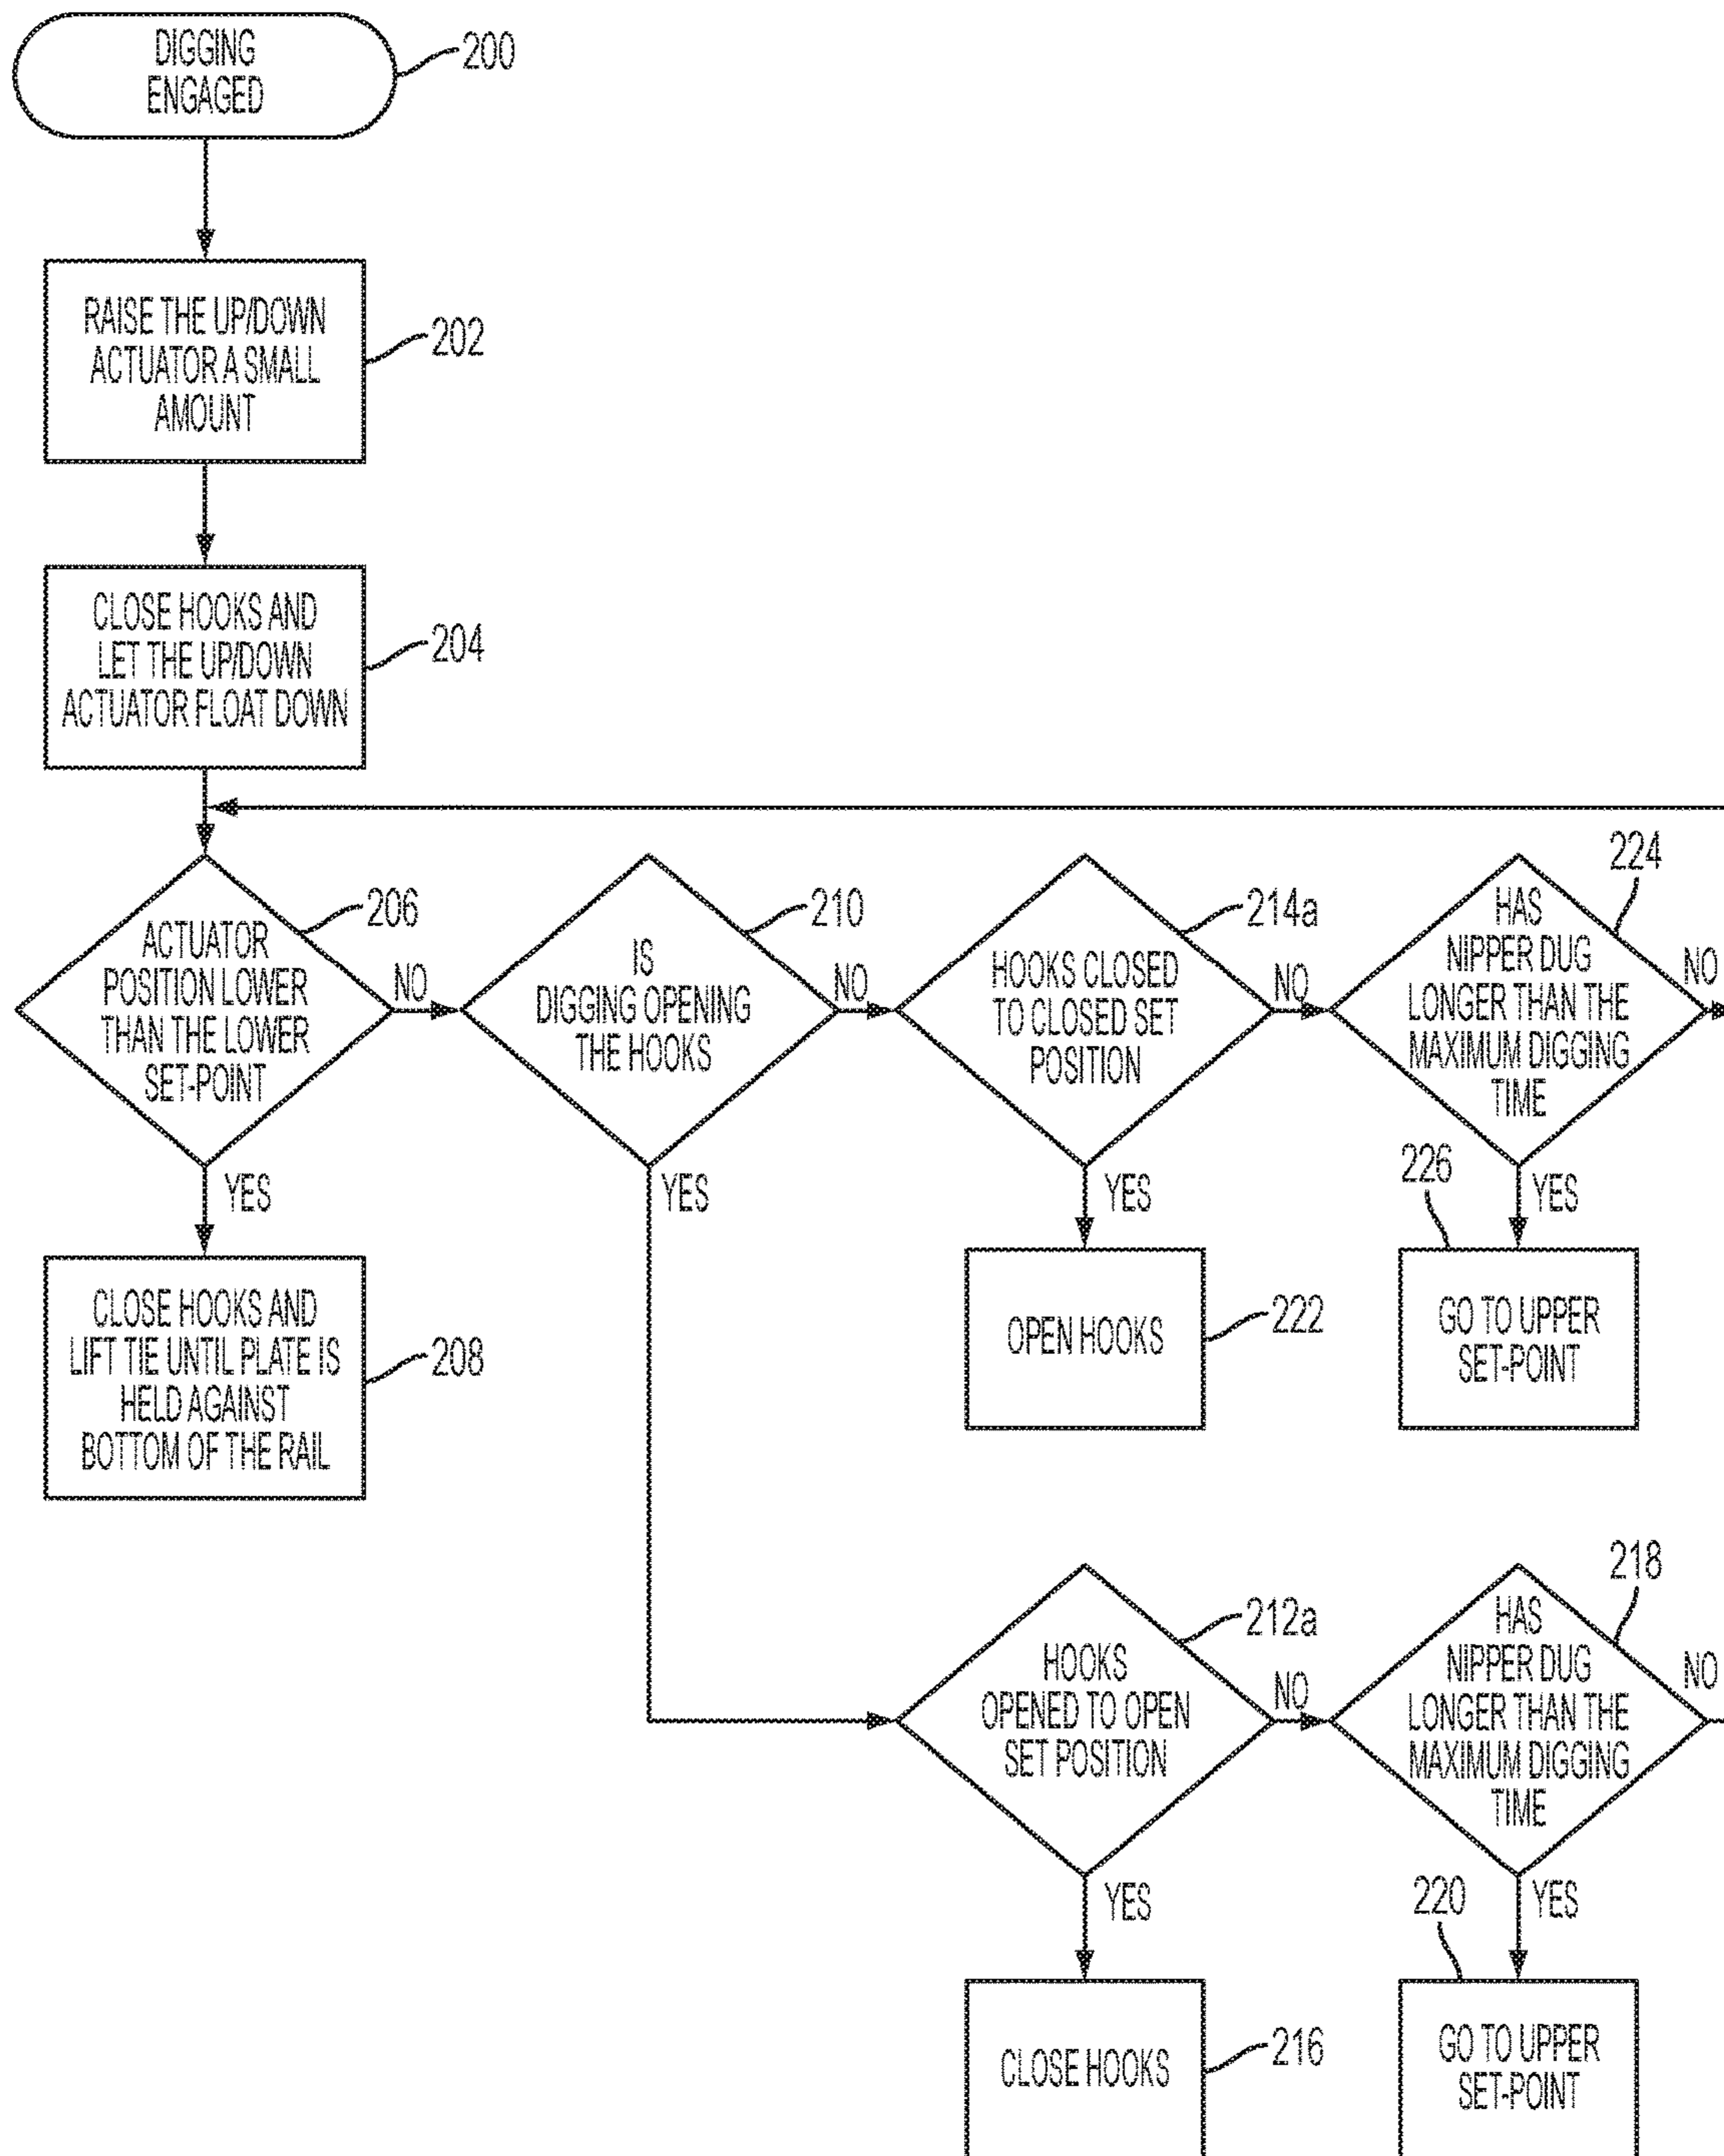 DIGGING
ENGAGED
200
RAISE THE UP/DOWN
ACTUATOR A SMALL
AMOUNT
202
CLOSE HOOKS AND
LET THE UP/DOWN
ACTUATOR FLOAT DOWN
204
ACTUATOR
POSITION LOWER
THAN THE LOWER
SET-POINT
206
NO
YES
IS
DIGGING OPENING
THE HOOKS
210
NO
YES
HOOKS CLOSED
TO CLOSED SET
POSITION
214a
NO
YES
HAS
NIPPER DUG
LONGER THAN THE
MAXIMUM DIGGING
TIME
224
NO
YES
CLOSE HOOKS AND
LIFT TIE UNTIL PLATE IS
HELD AGAINST
BOTTOM OF THE RAIL
208
OPEN HOOKS
222
226
GO TO UPPER
SET-POINT
HOOKS
OPENED TO OPEN
SET POSITION
212a
NO
YES
HAS
NIPPER DUG
LONGER THAN THE
MAXIMUM DIGGING
TIME
218
NO
YES
CLOSE HOOKS
216
220
GO TO UPPER
SET-POINT